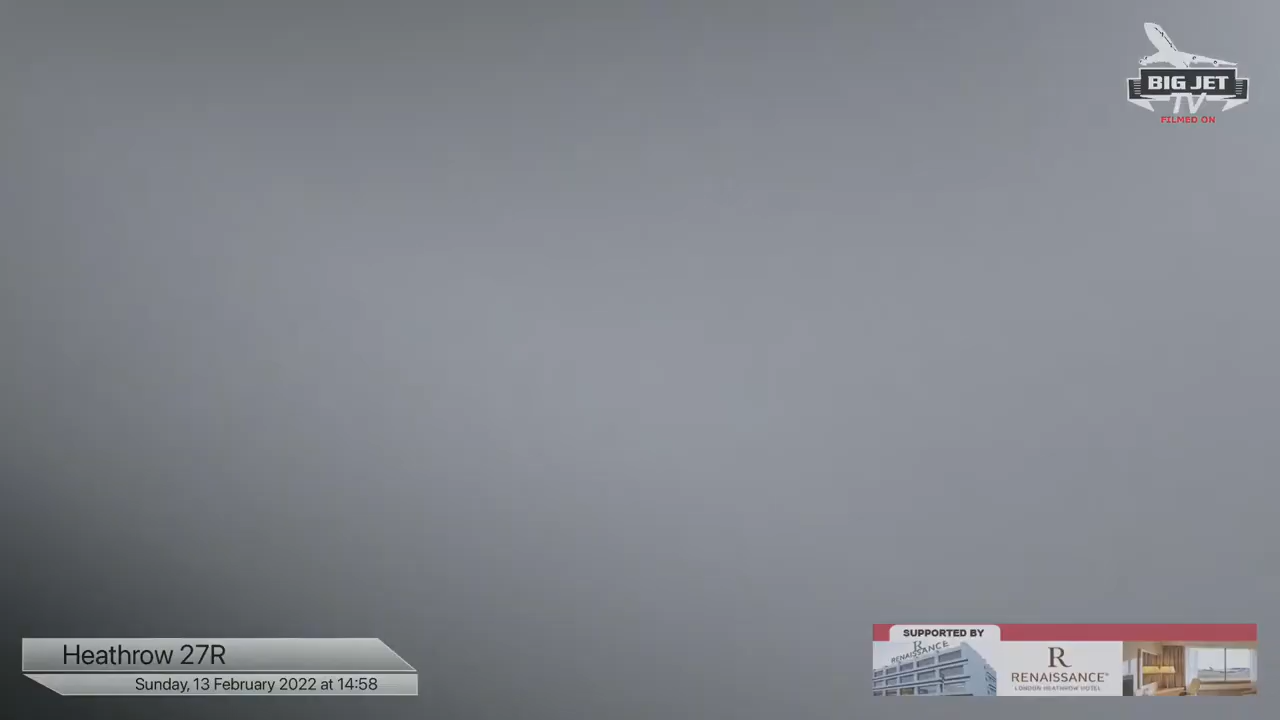 BIG JET
TV
FILMED ON
Heathrow 27R
Sunday, 13 February 2022 at 14:58
SUPPORTED BY
R
RENAISSANCE
R
RENAISSANCE
LONDON HEATHROW HOTEL